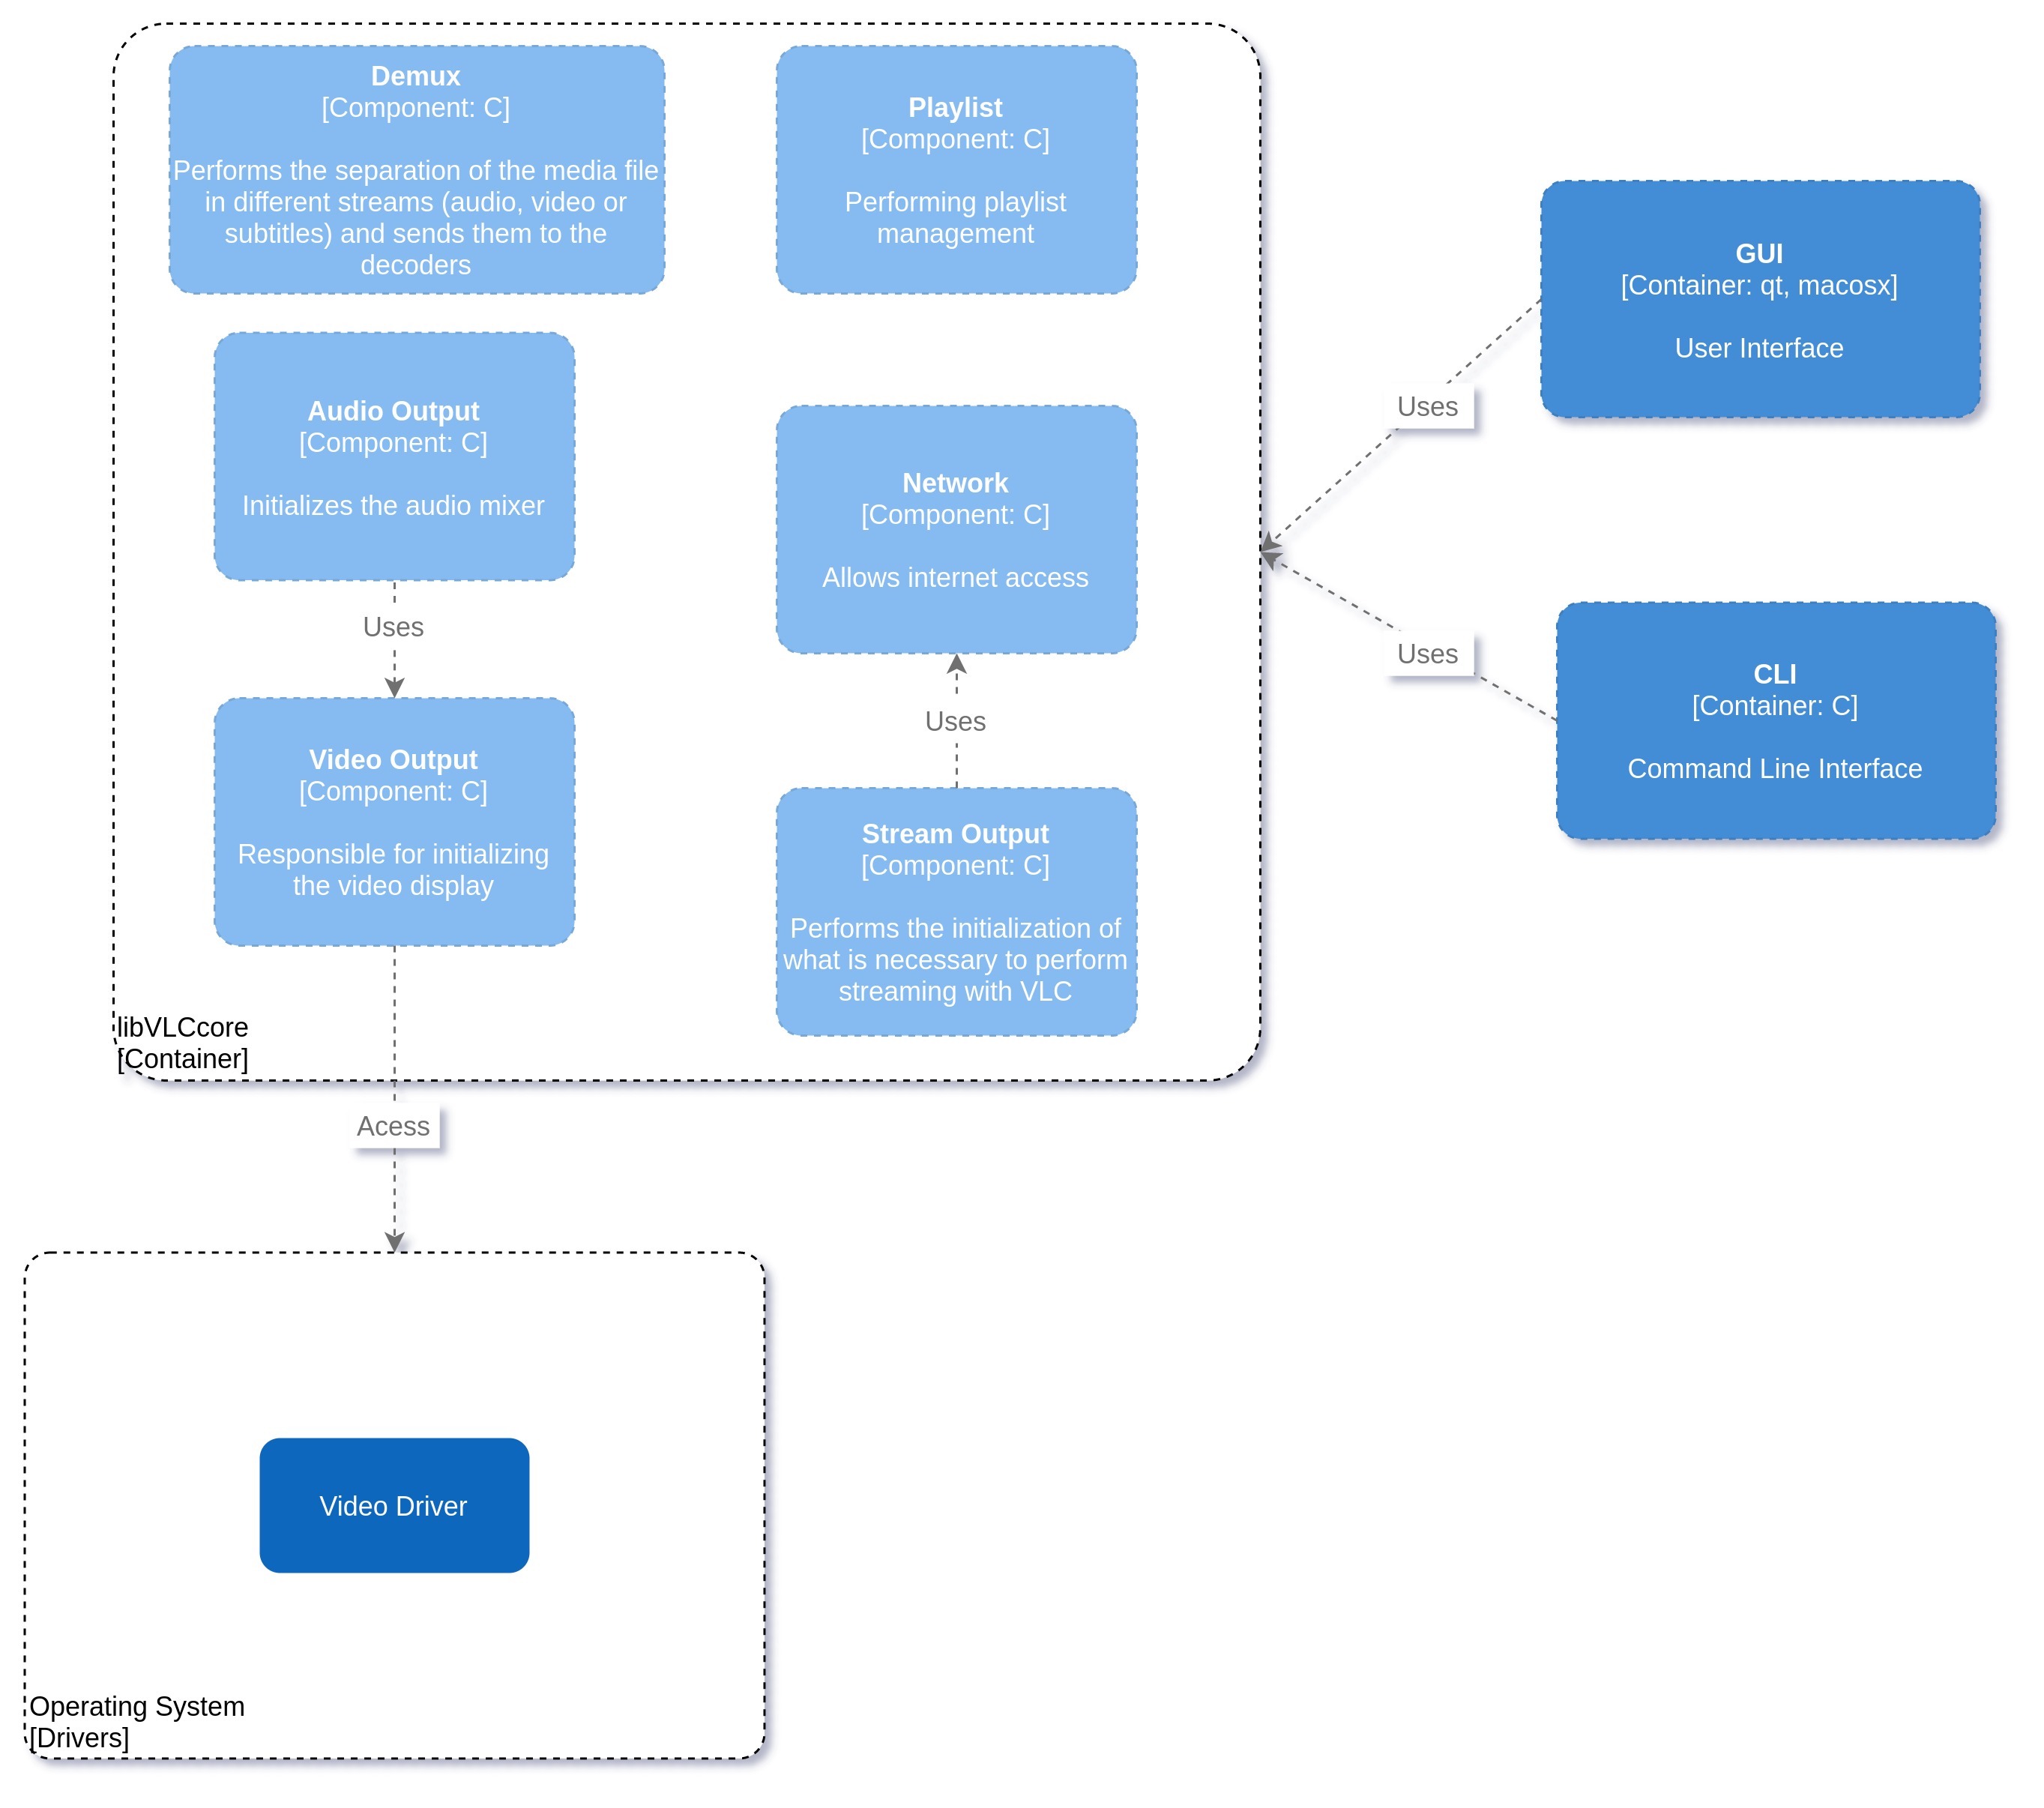 Demux
[Component: C]
Performs the separation of the media file
in different streams (audio, video or
subtitles) and sends them to the
decoders
Playlist
[Component: C]
Performing playlist
management
GUI
[Container: qt, macosx]
User Interface
Audio Output
[Component: C]
Initializes the audio mixer
Uses
Network
[Component: C]
Allows internet access
Uses
Uses
CLI
[Container: C]
Command Line Interface
Video Output
[Component: C]
Responsible for initializing
the video display
Uses
Stream Output
[Component: C]
Performs the initialization of
what is necessary to perform
streaming with VLC
libVLCcore
[Container]
Acess
Video Driver
Operating System
[Drivers]